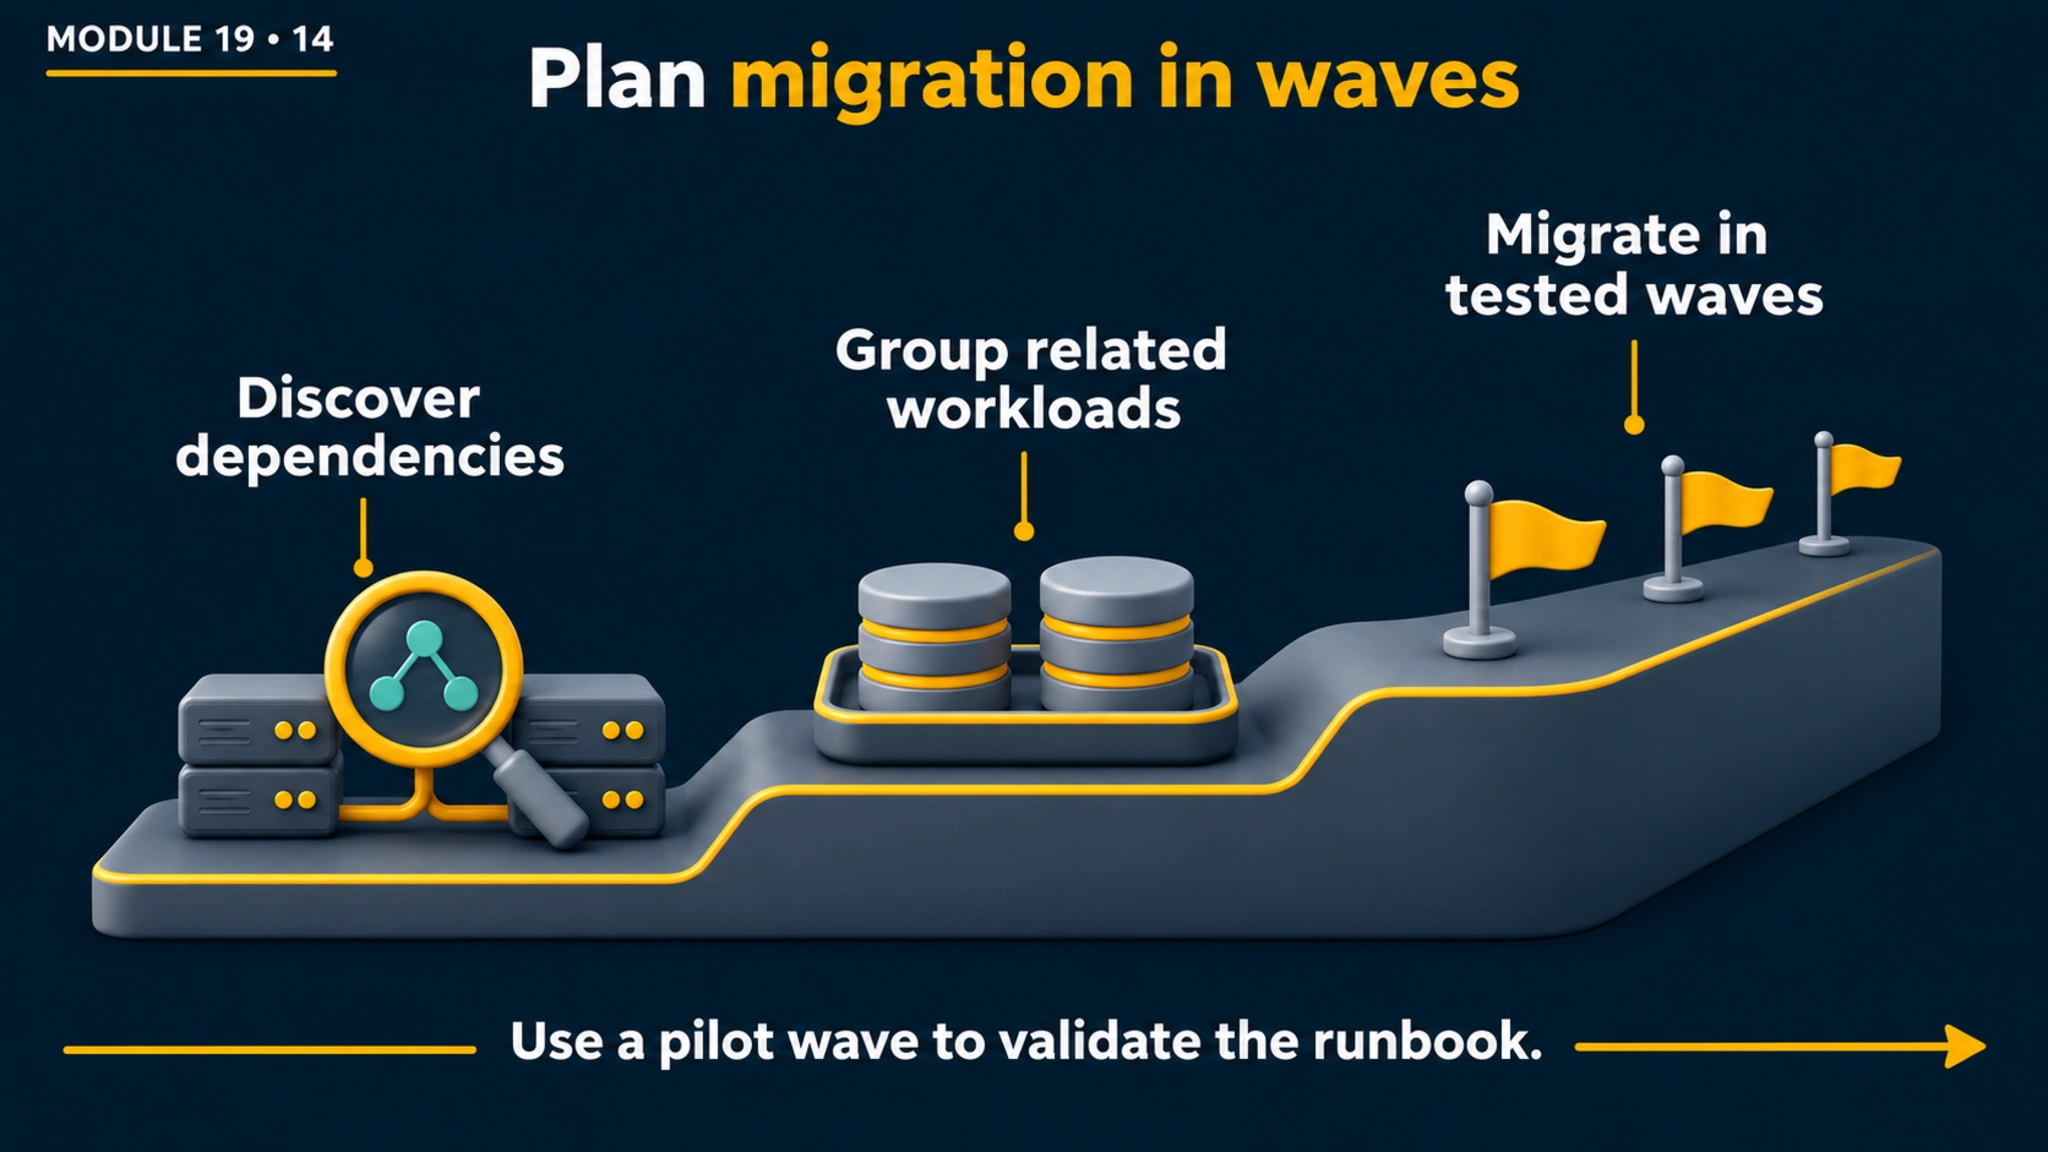 MODULE 19 • 14
Plan migration in waves
Migrate in
tested waves
Group related
workloads
Discover
dependencies
Use a pilot wave to validate the runbook.